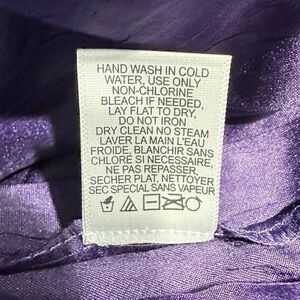 HAND WASH IN COLD
WATER, USE ONLY
NON-CHLORINE
BLEACH IF NEEDED,
LAY FLAT TO DRY,
DO NOT IRON
DRY CLEAN NO STEAM
LAVER LA MAIN L'EAU
FROIDE, BLANCHIR SANS
CHLORE SI NECESSAIRE,
NE PAS REPASSER,
SECHER PLAT, NETTOYER
SEC SPECIAL SANS VAPEUR